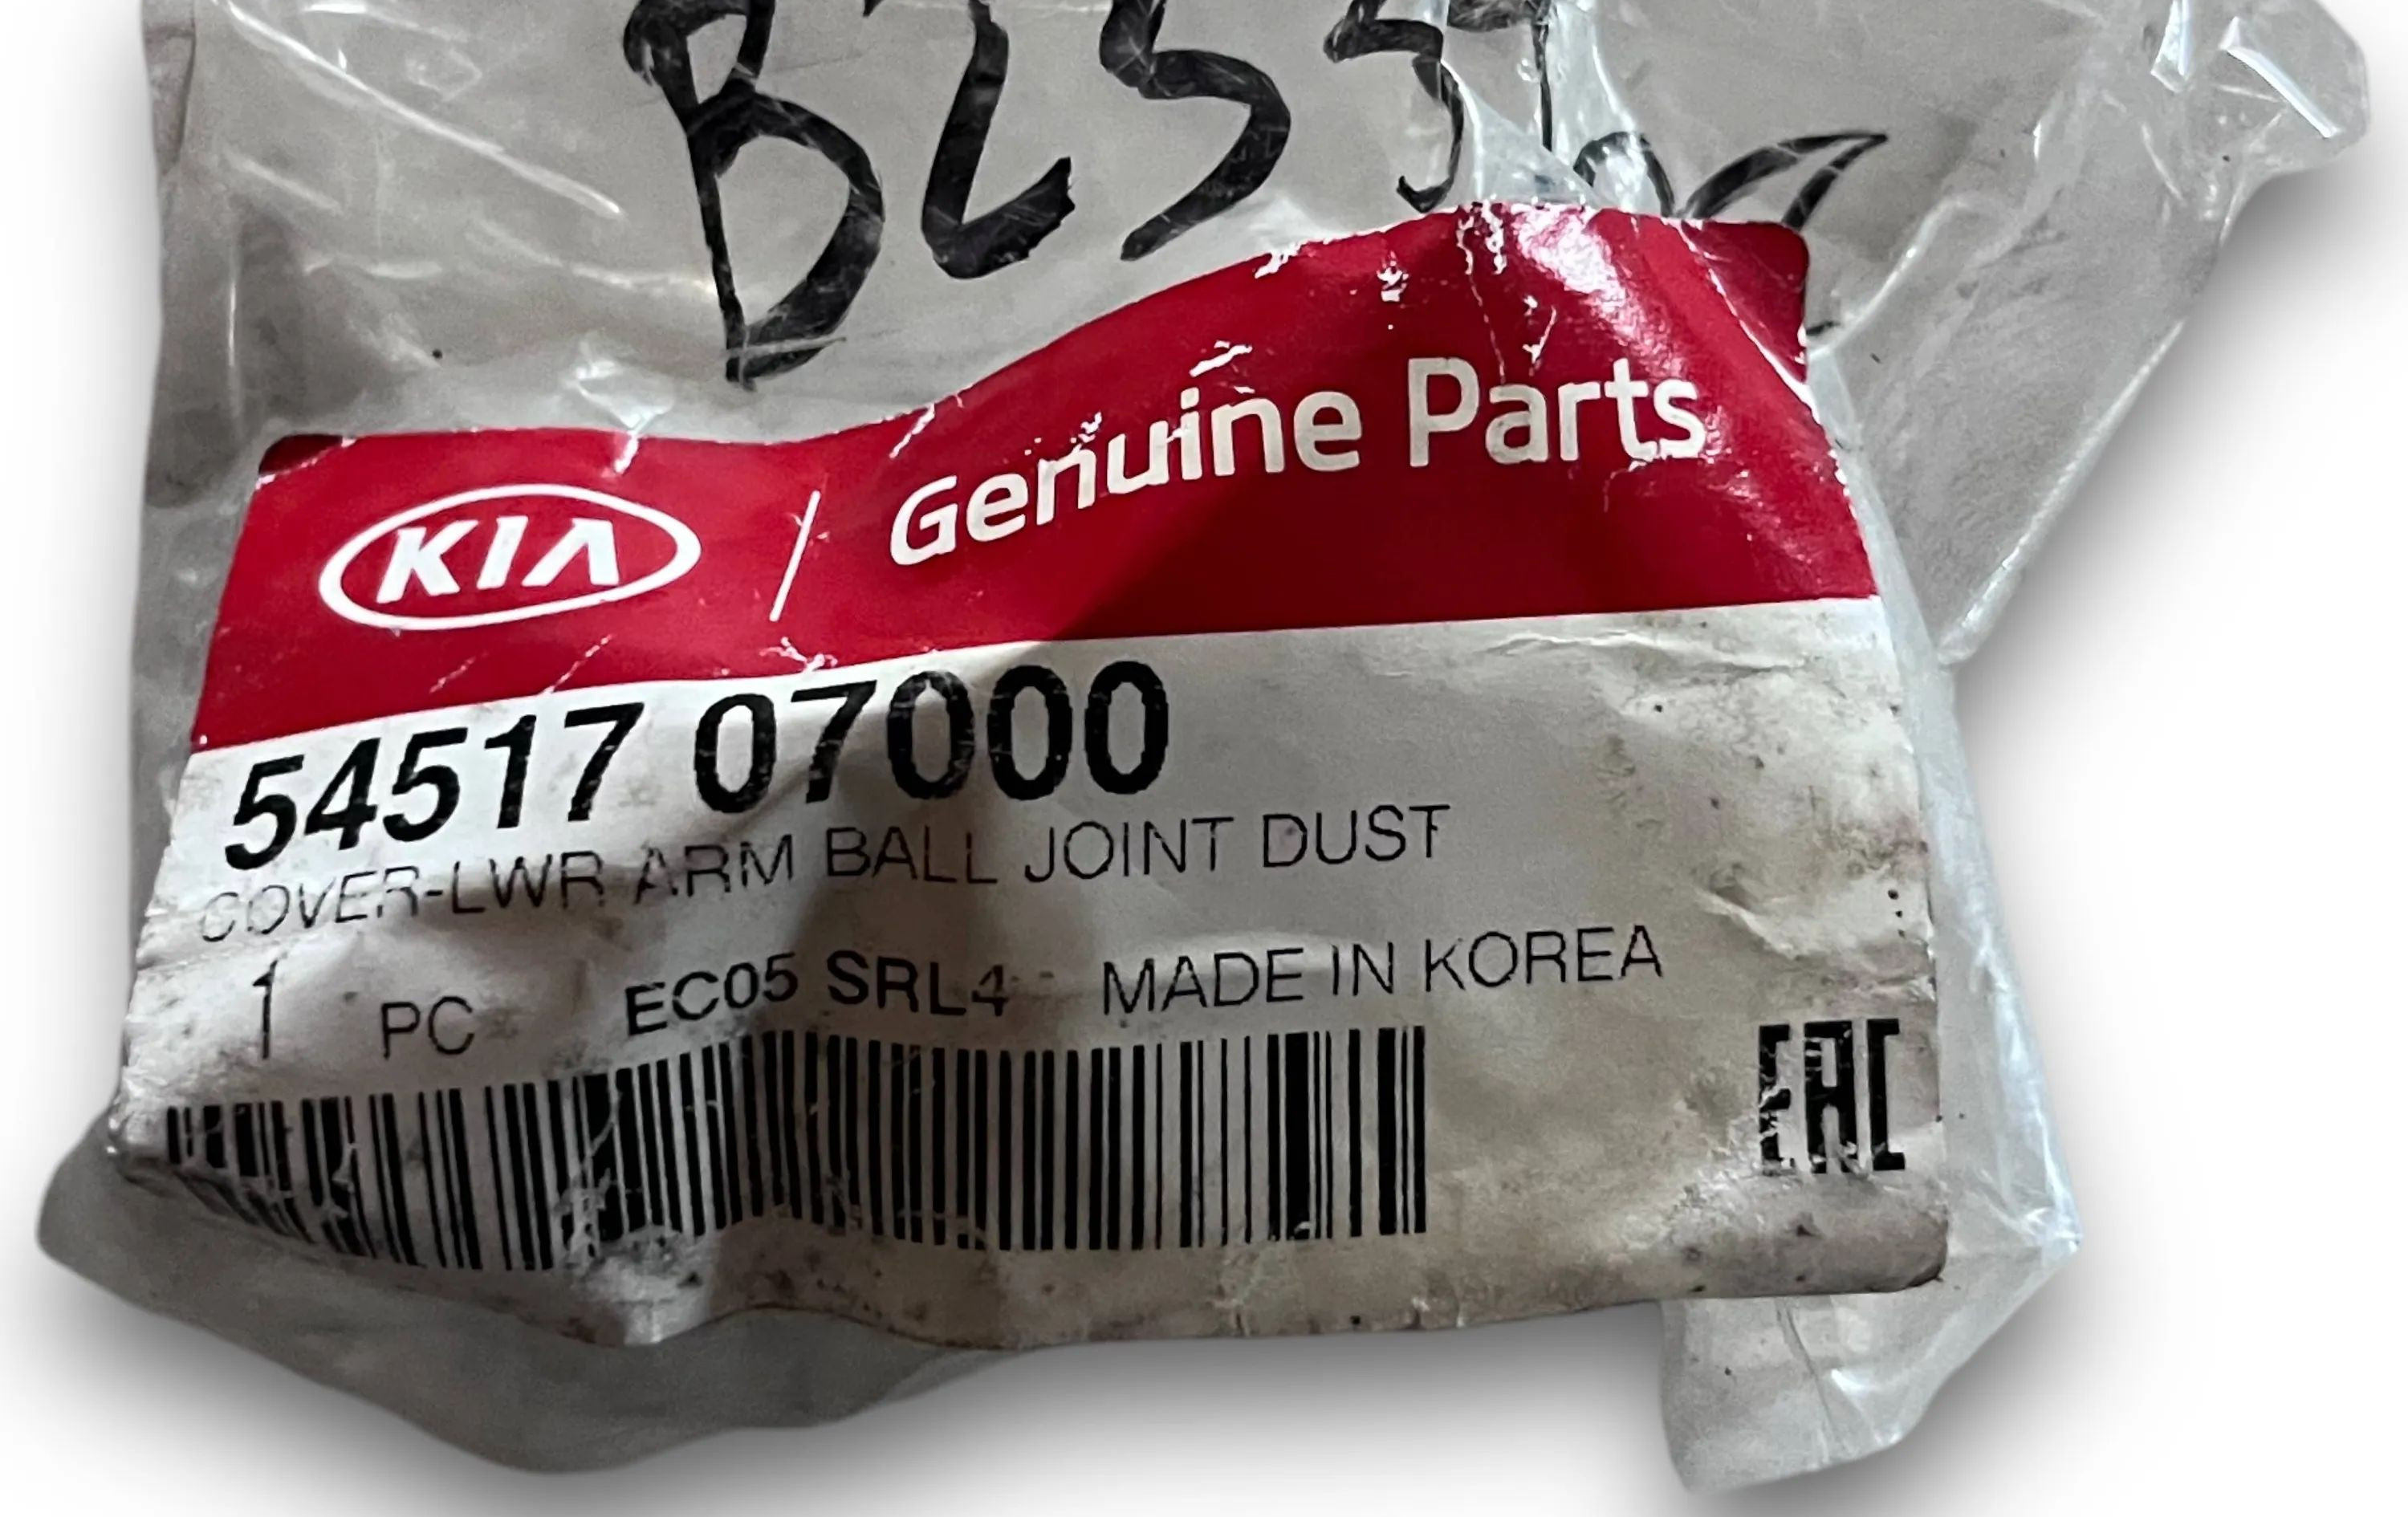 KIA / Genuine Parts
54517 07000
COVER-LWR ARM BALL JOINT DUST
1 PC EC05 SRL4 MADE IN KOREA
EAC